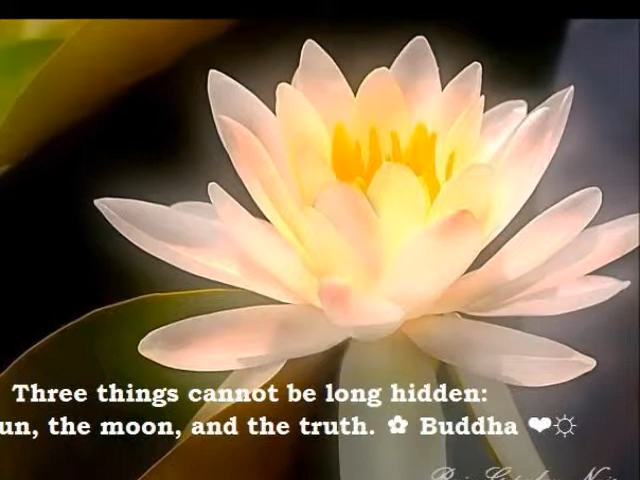 Three things cannot be long hidden:
un, the moon, and the truth. ✿ Buddha ❤☼